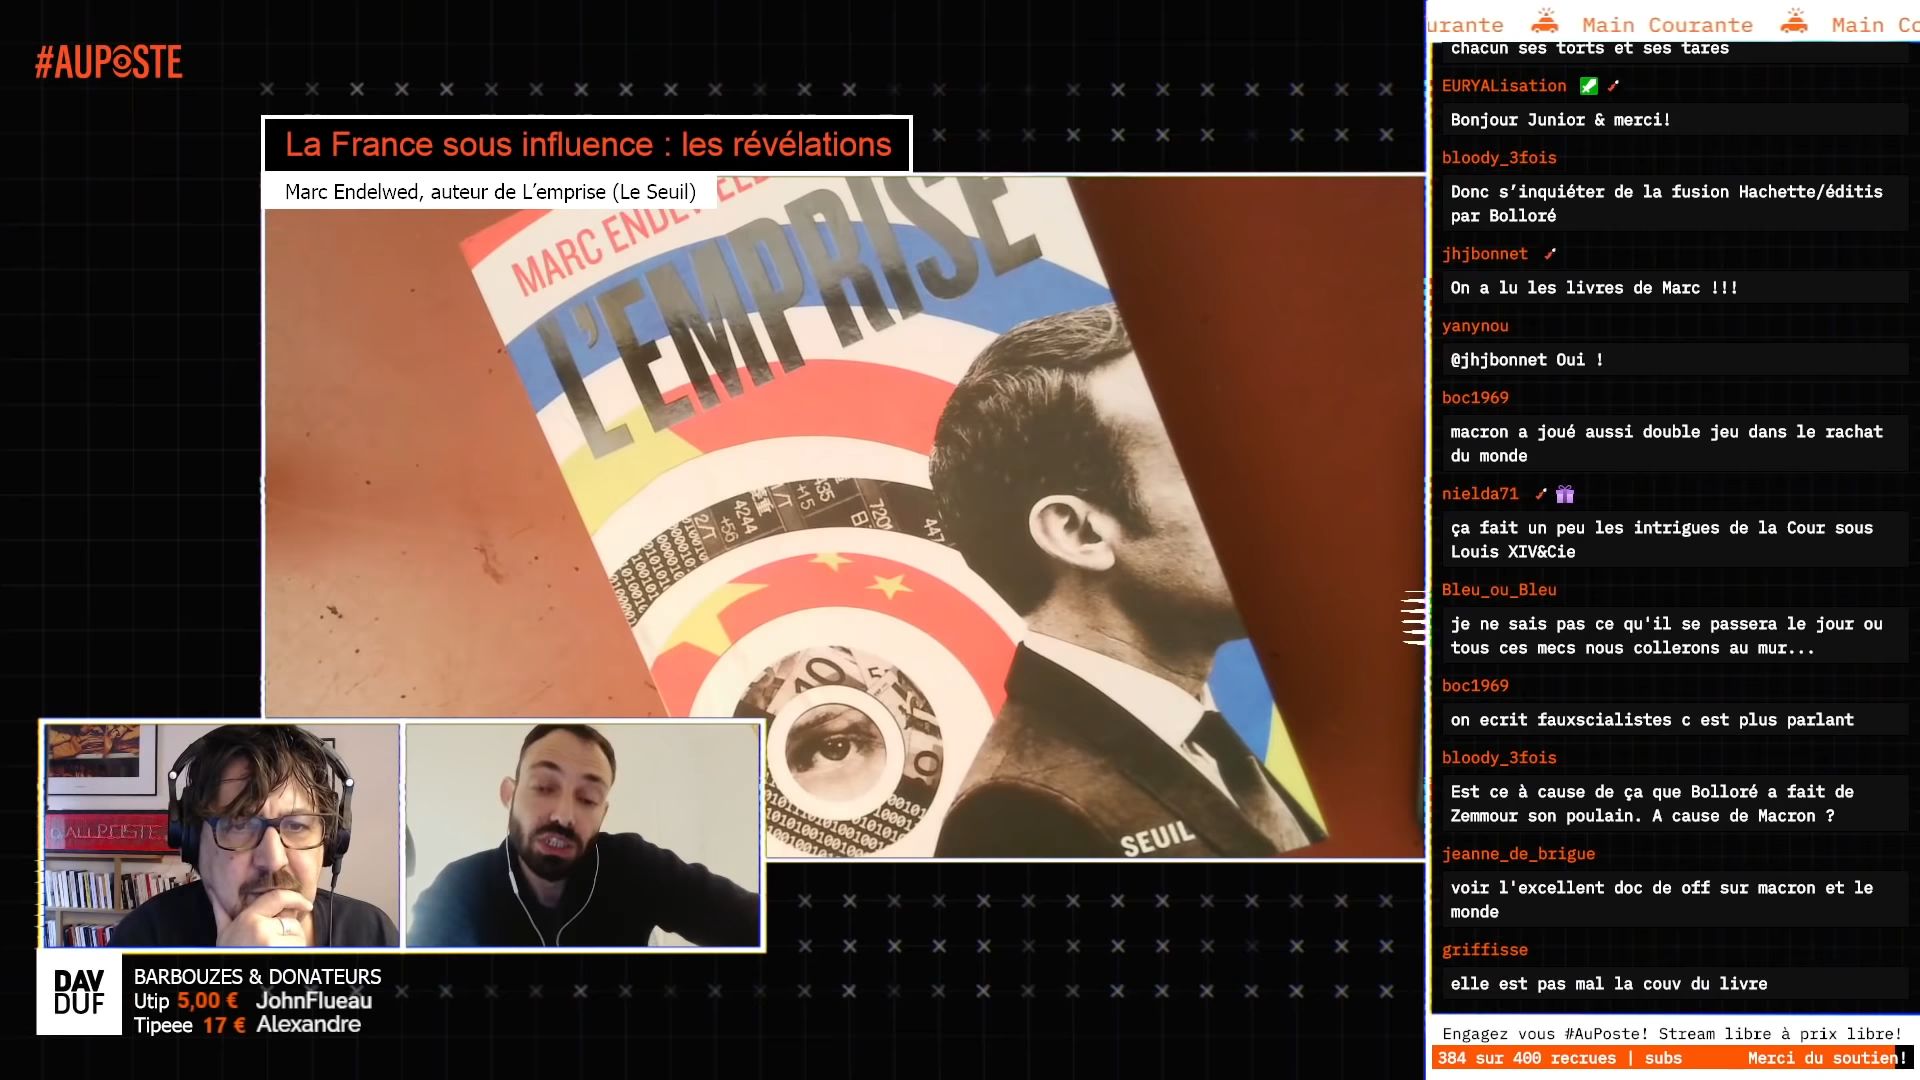 #AUPOSTE
La France sous influence : les révélations
Marc Endelwed, auteur de L’emprise (Le Seuil)
L'EMPRISE
SEUIL
DAV
DUF
BARBOUZES & DONATEURS
Utip 5,00 € JohnFlueau
Tipeee 17 € Alexandre
Main Courante
chacun ses torts et ses tares
EURYALisation
Bonjour Junior & merci!
bloody_3fois
Donc s’inquiéter de la fusion Hachette/éditis
par Bolloré
jhjbonnet
On a lu les livres de Marc !!!
yanynou
@jhjbonnet Oui !
boc1969
macron a joué aussi double jeu dans le rachat
du monde
nielda71
ça fait un peu les intrigues de la Cour sous
Louis XIV&Cie
Bleu_ou_Bleu
je ne sais pas ce qu'il se passera le jour ou
tous ces mecs nous collerons au mur...
boc1969
on ecrit fauxscialistes c est plus parlant
bloody_3fois
Est ce à cause de ça que Bolloré a fait de
Zemmour son poulain. A cause de Macron ?
jeanne_de_brigue
voir l'excellent doc de off sur macron et le
monde
griffisse
elle est pas mal la couv du livre
Engagez vous #AuPoste! Stream libre à prix libre!
384 sur 400 recrues | subs Merci du soutien!